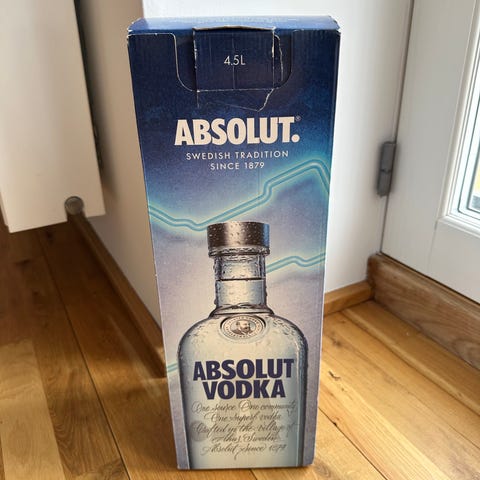 4.5L
ABSOLUT.®
SWEDISH TRADITION
SINCE 1879
ABSOLUT
VODKA
One source. One community
One superb vodka.
Crafted in the village of
Åhus, Sweden.
Absolut Since 1879